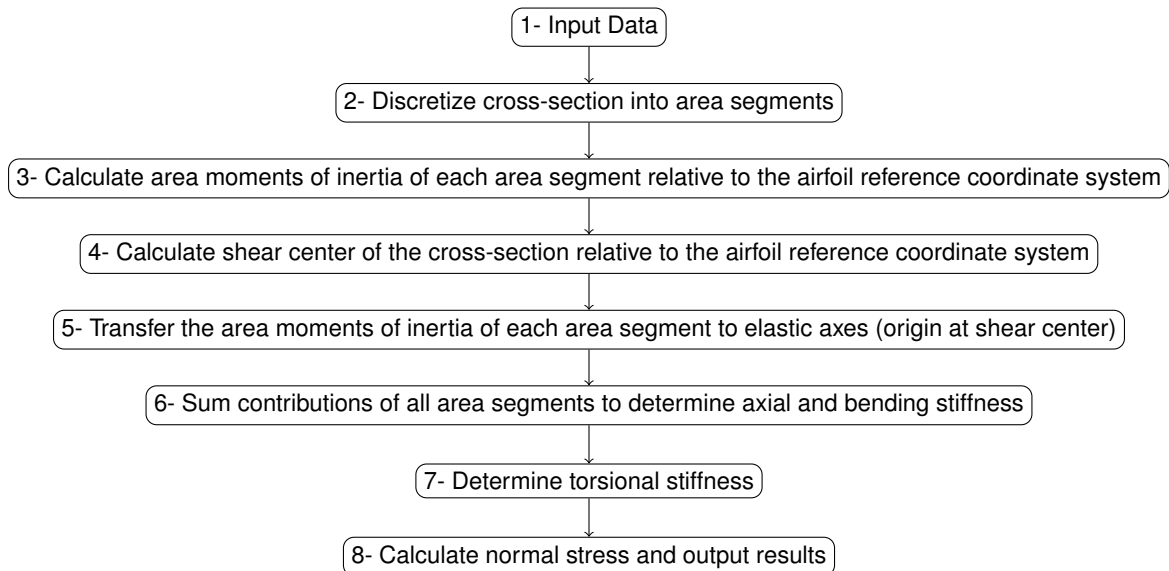 1- Input Data
2- Discretize cross-section into area segments
3- Calculate area moments of inertia of each area segment relative to the airfoil reference coordinate system
4- Calculate shear center of the cross-section relative to the airfoil reference coordinate system
5- Transfer the area moments of inertia of each area segment to elastic axes (origin at shear center)
6- Sum contributions of all area segments to determine axial and bending stiffness
7- Determine torsional stiffness
8- Calculate normal stress and output results